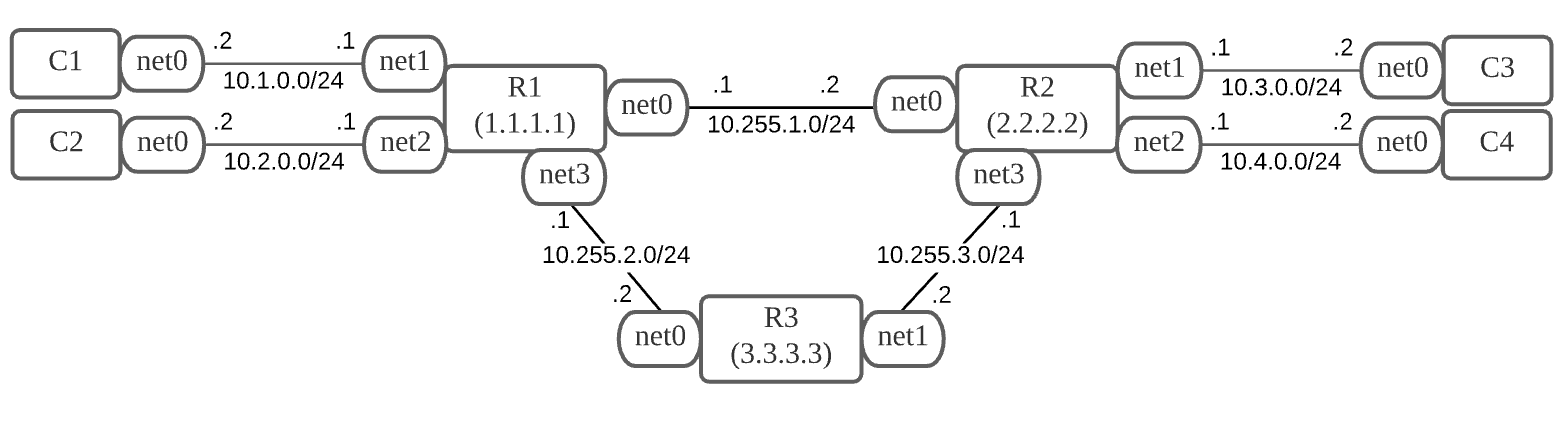 C1
net0
.2
.1
10.1.0.0/24
net1
C2
net0
.2
.1
10.2.0.0/24
net2
R1
(1.1.1.1)
net0
net3
.1
.2
10.255.1.0/24
net0
R2
(2.2.2.2)
net3
net1
.1
.2
10.3.0.0/24
net0
C3
net2
.1
.2
10.4.0.0/24
net0
C4
.1
10.255.2.0/24
.2
.1
10.255.3.0/24
.2
net0
R3
(3.3.3.3)
net1